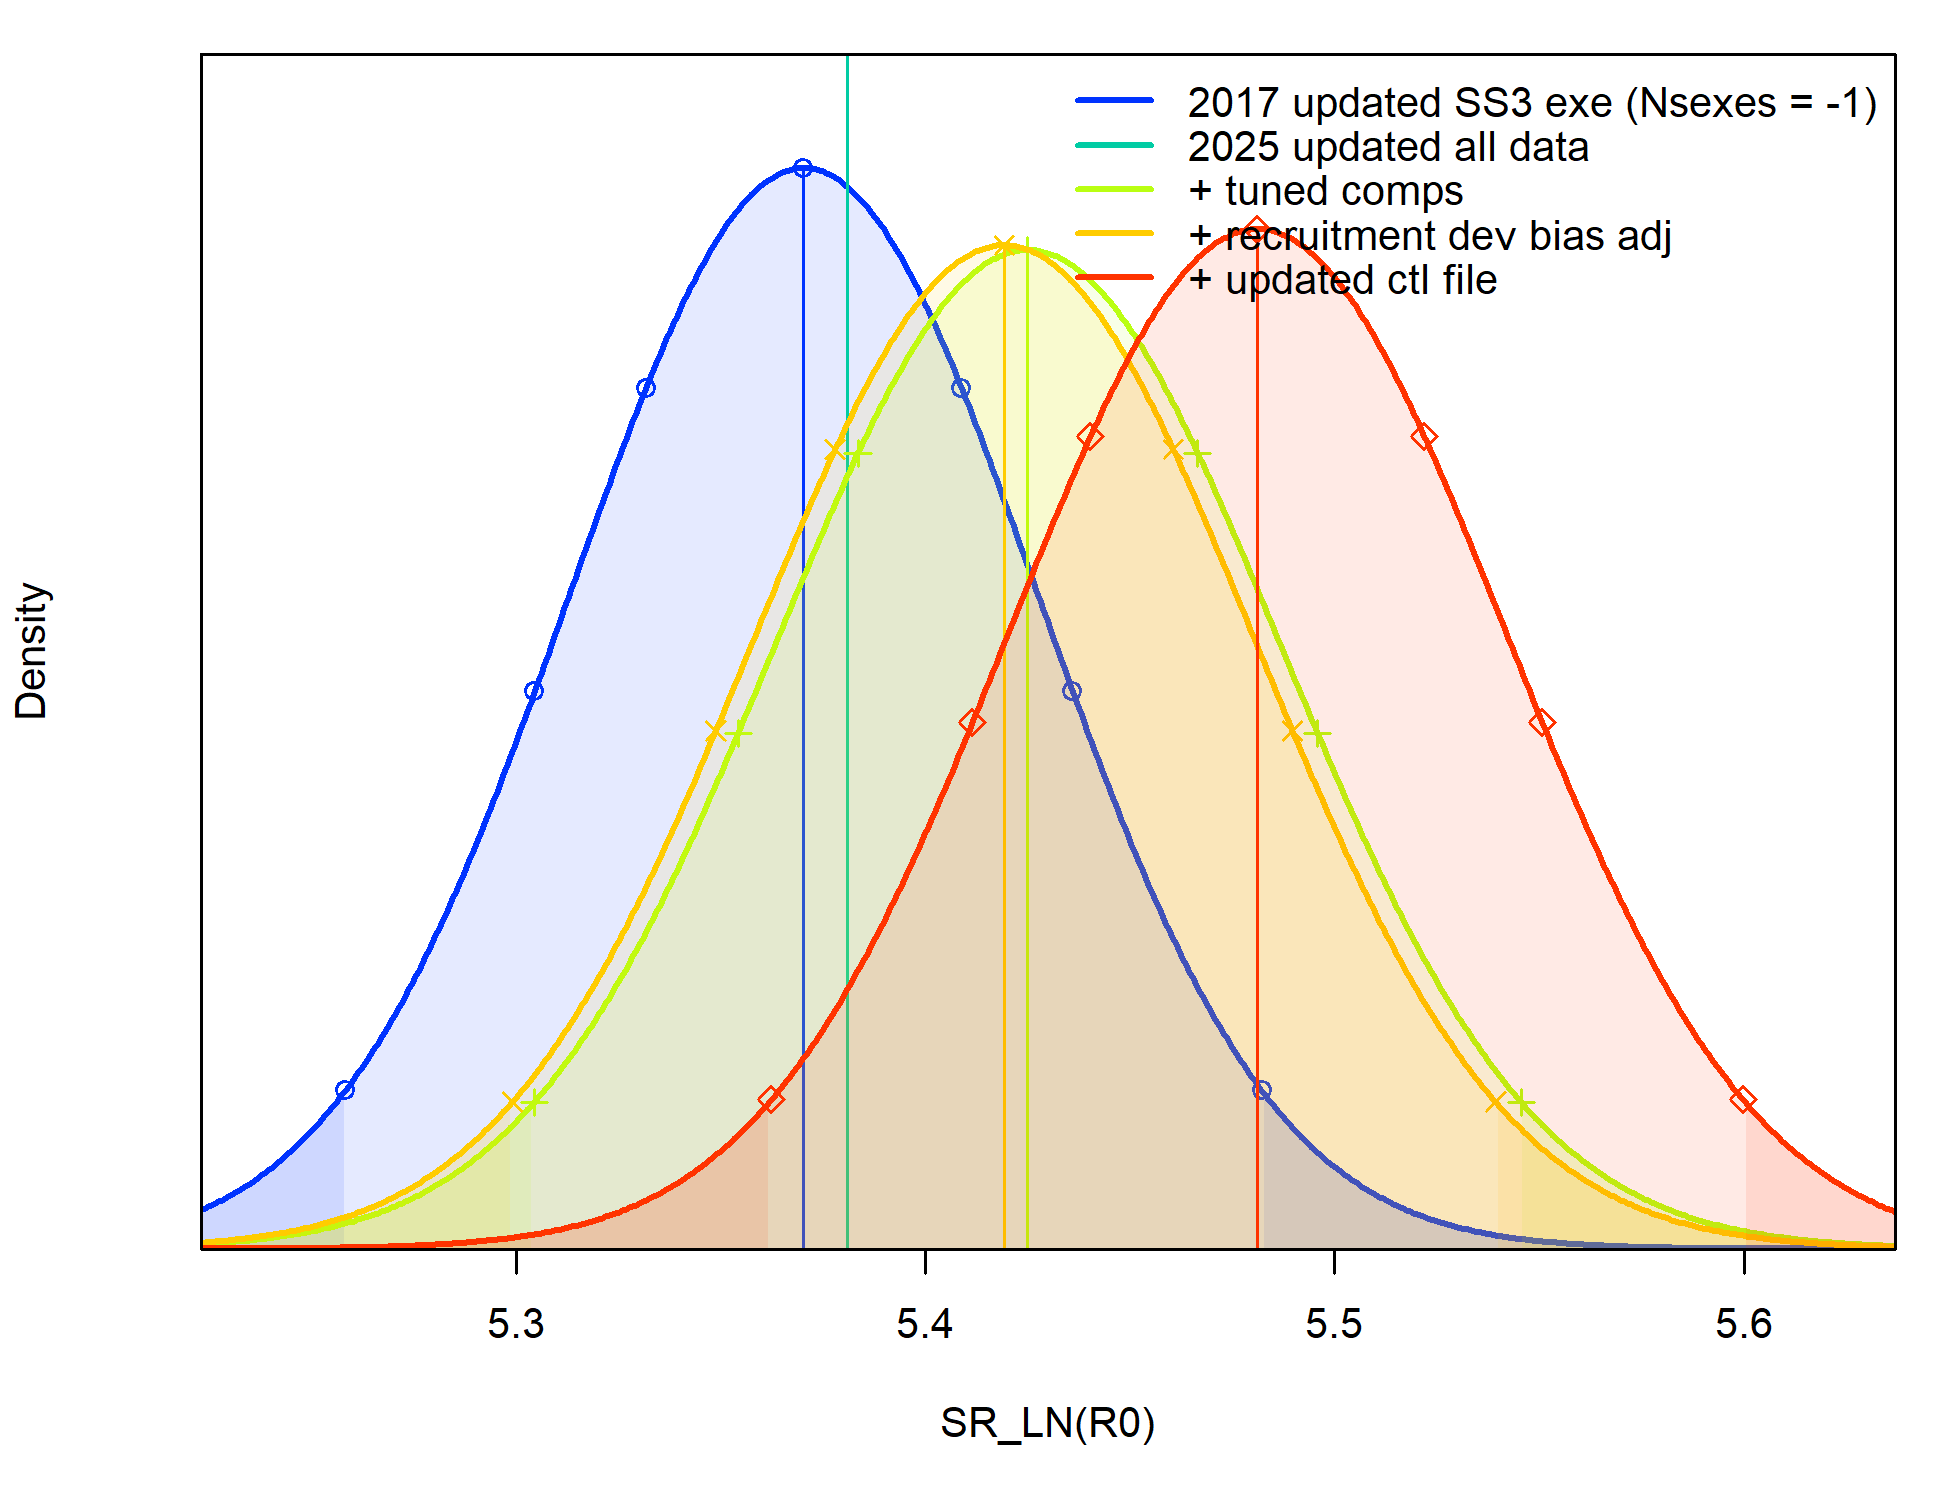 2017 updated SS3 exe (Nsexes = -1)
2025 updated all data
+ tuned comps
+ recruitment dev bias adj
+ updated ctl file
Density
5.3 5.4 5.5 5.6
SR_LN(R0)